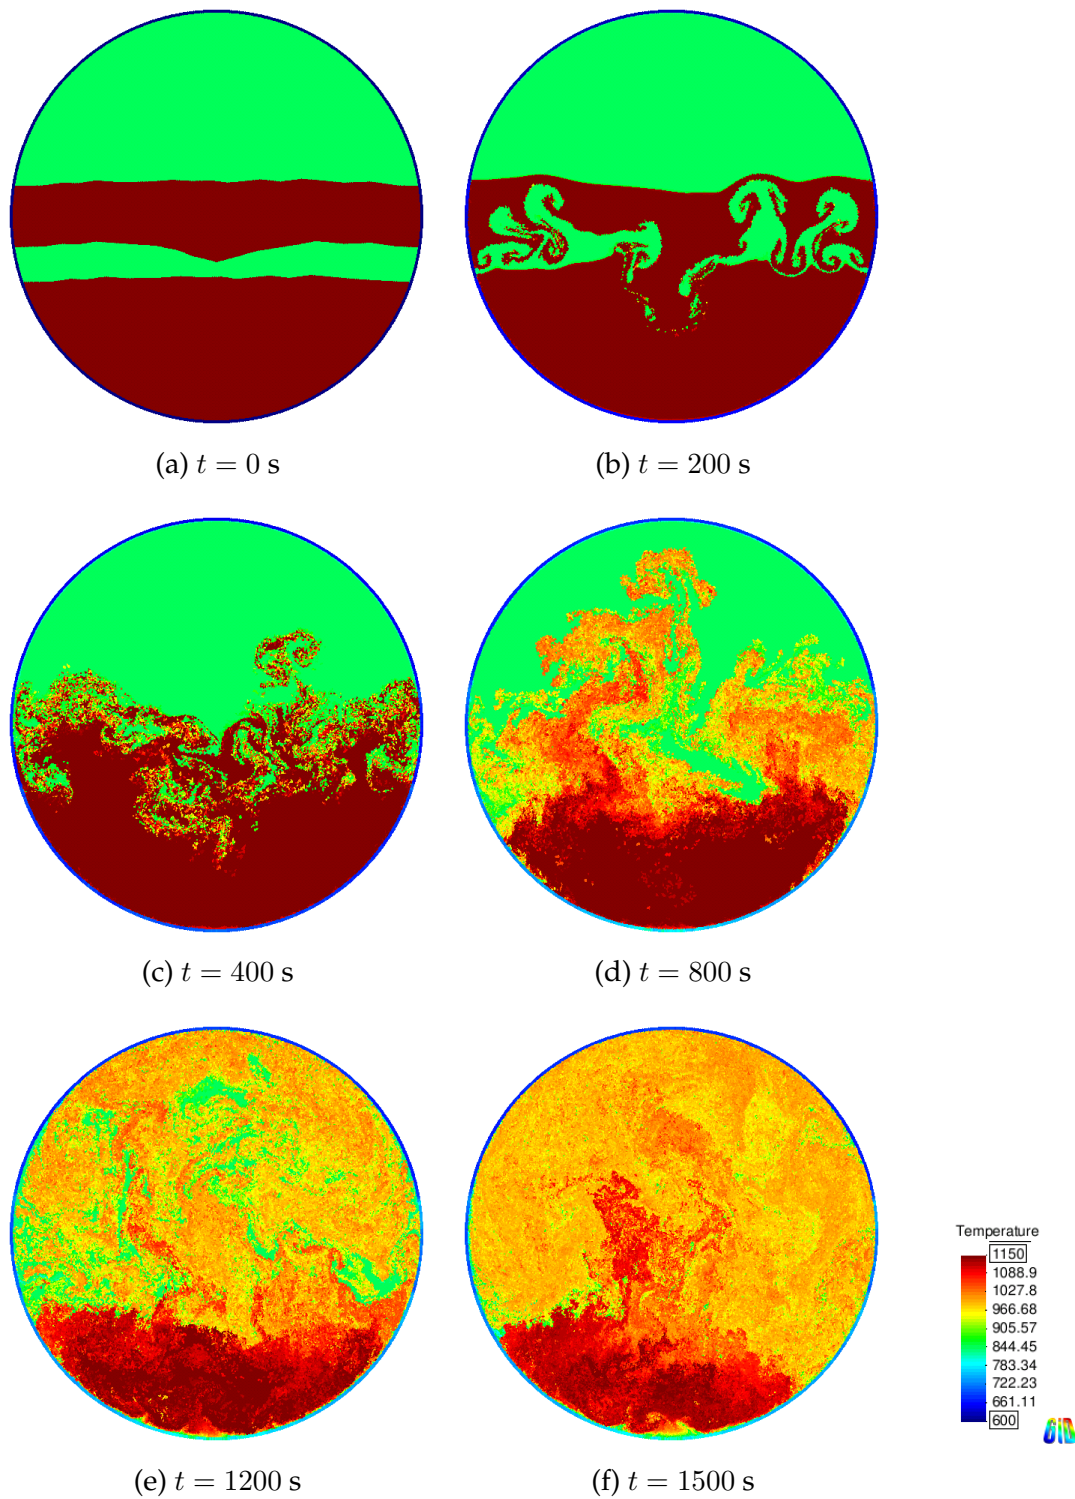 (a) t = 0 s
(b) t = 200 s
(c) t = 400 s
(d) t = 800 s
(e) t = 1200 s
(f) t = 1500 s
Temperature
1150
1088.9
1027.8
966.68
905.57
844.45
783.34
722.23
661.11
600
GiD